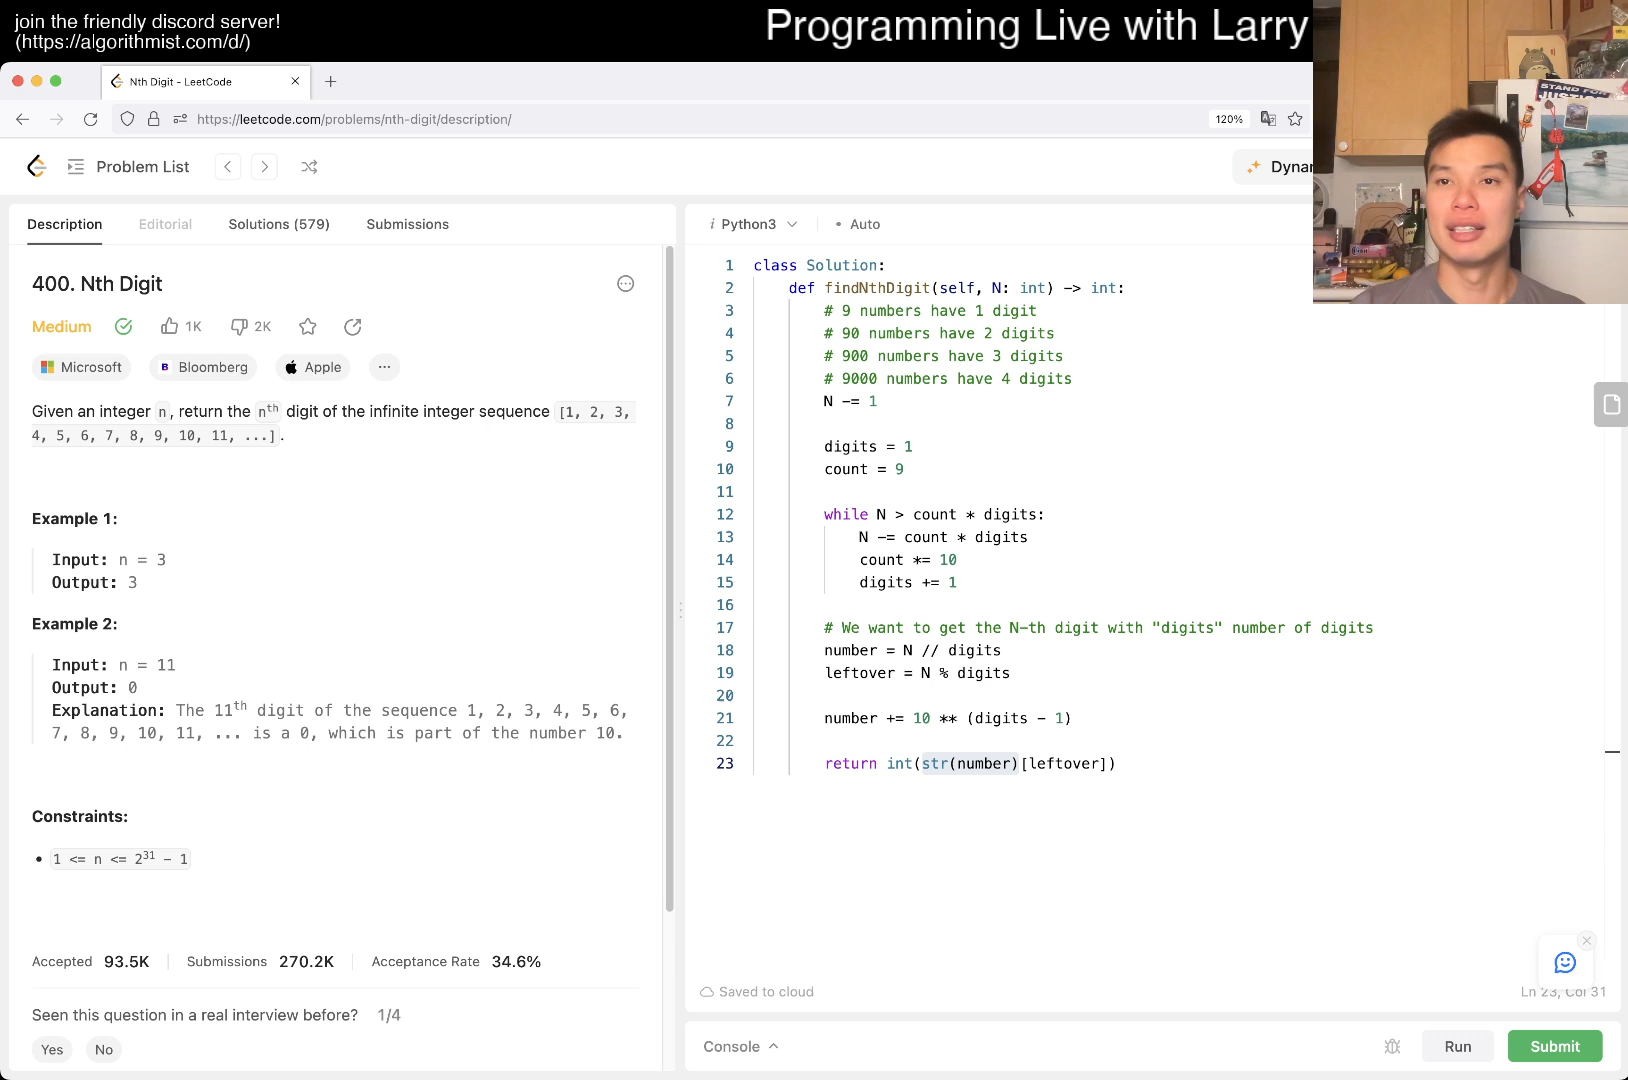 join the friendly discord server!
(https://algorithmist.com/d/)
Programming Live with Larry
Nth Digit - LeetCode
https://leetcode.com/problems/nth-digit/description/
120%
Problem List
Dynar
Description
Editorial
Solutions (579)
Submissions
400. Nth Digit
Medium
1K
2K
Microsoft
Bloomberg
Apple
...
Given an integer n, return the nth digit of the infinite integer sequence [1, 2, 3,
4, 5, 6, 7, 8, 9, 10, 11, ...].
Example 1:
Input: n = 3
Output: 3
Example 2:
Input: n = 11
Output: 0
Explanation: The 11th digit of the sequence 1, 2, 3, 4, 5, 6,
7, 8, 9, 10, 11, ... is a 0, which is part of the number 10.
Constraints:
• 1 <= n <= 231 - 1
Accepted 93.5K
Submissions 270.2K
Acceptance Rate 34.6%
Seen this question in a real interview before? 1/4
Yes
No
i Python3
• Auto
1 class Solution:
2 def findNthDigit(self, N: int) -> int:
3 # 9 numbers have 1 digit
4 # 90 numbers have 2 digits
5 # 900 numbers have 3 digits
6 # 9000 numbers have 4 digits
7 N -= 1
8
9 digits = 1
10 count = 9
11
12 while N > count * digits:
13 N -= count * digits
14 count *= 10
15 digits += 1
16
17 # We want to get the N-th digit with "digits" number of digits
18 number = N // digits
19 leftover = N % digits
20
21 number += 10 ** (digits - 1)
22
23 return int(str(number)[leftover])
Saved to cloud
Ln 23, Col 31
Console
Run
Submit
STAND FOR